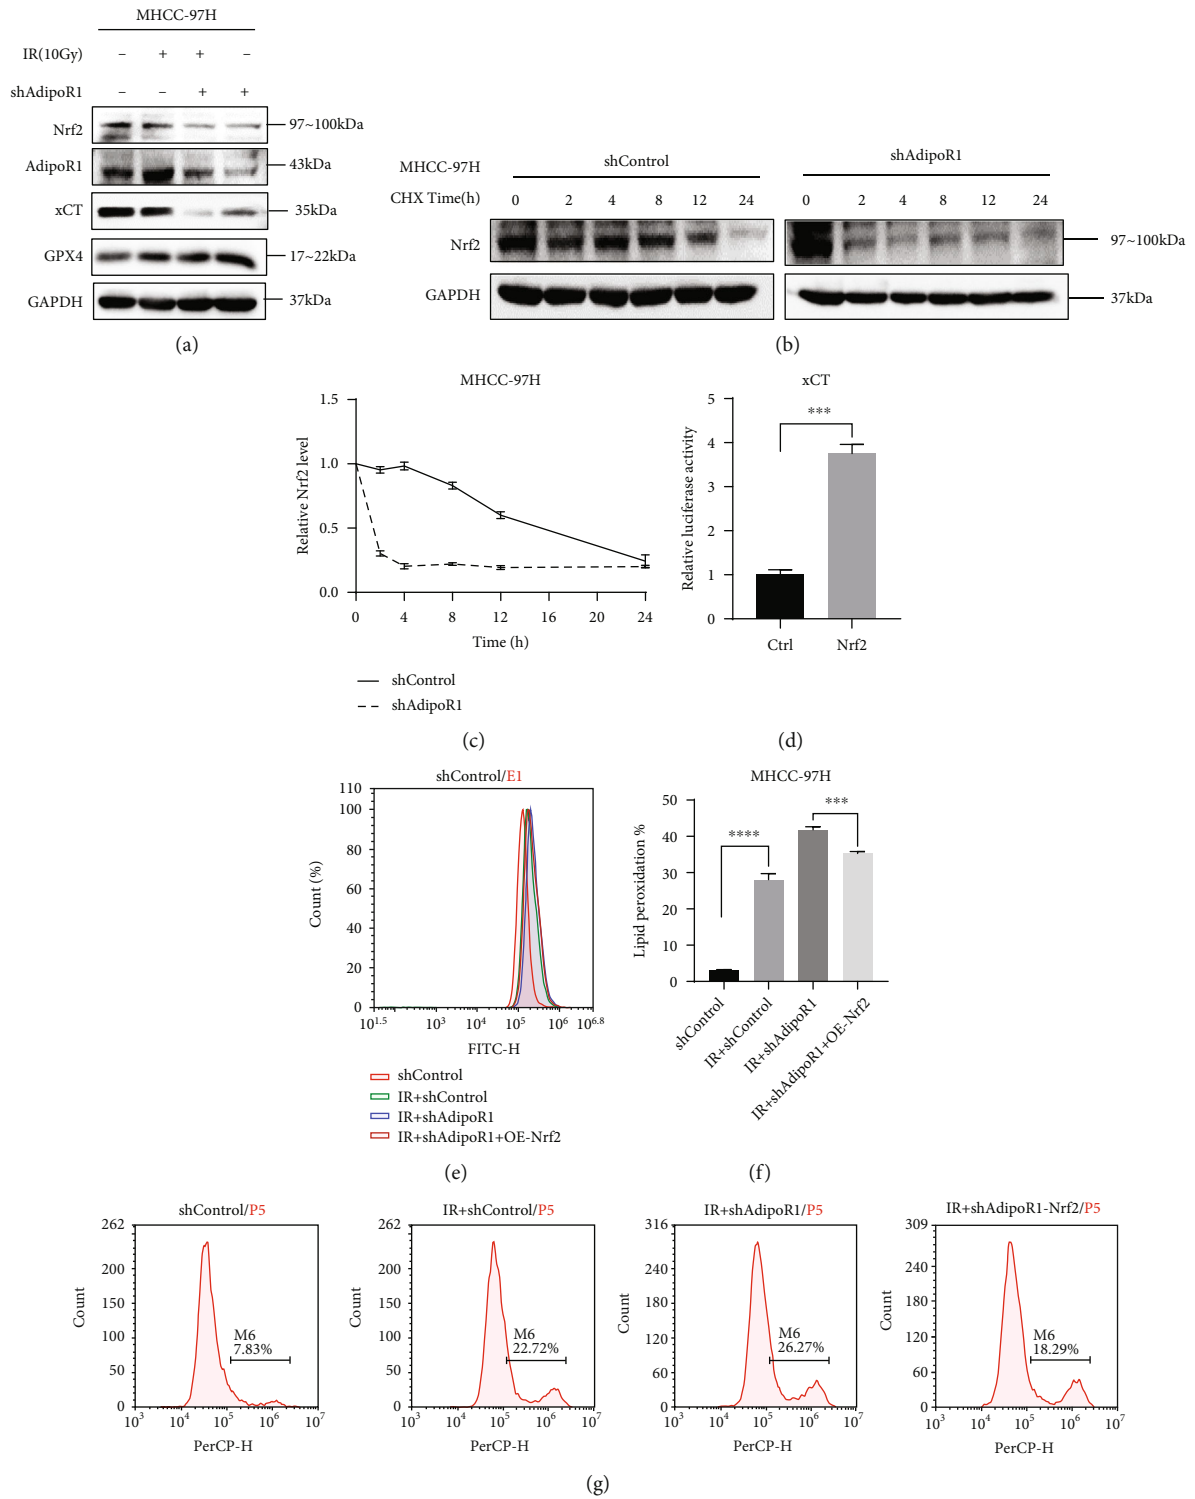 MHCC-97H
IR(10Gy) – + + –
shAdipoR1 – – + +
Nrf2 97~100kDa
AdipoR1 43kDa
xCT 35kDa
GPX4 17~22kDa
GAPDH 37kDa
(a)
MHCC-97H shControl shAdipoR1
CHX Time(h) 0 2 4 8 12 24 0 2 4 8 12 24
Nrf2 97~100kDa
GAPDH 37kDa
(b)
MHCC-97H
Relative Nrf2 level
1.5
1.0
0.5
0.0
0 4 8 12 16 20 24
Time (h)
shControl
shAdipoR1
(c)
xCT
Relative luciferase activity
5
4
3
2
1
0
***
Ctrl Nrf2
(d)
shControl/E1
Count (%)
110
100
80
60
40
20
0
10^1.5 10^3 10^4 10^5 10^6 10^6.8
FITC-H
shControl
IR+shControl
IR+shAdipoR1
IR+shAdipoR1+OE-Nrf2
(e)
MHCC-97H
Lipid peroxidation %
50
40
30
20
10
0
**** ***
shControl
IR+shControl
IR+shAdipoR1
IR+shAdipoR1+OE-Nrf2
(f)
shControl/P5
Count
262
200
150
100
50
0
M6
7.83%
10^3 10^4 10^5 10^6 10^7
PerCP-H
IR+shControl/P5
Count
262
200
150
100
50
0
M6
22.72%
10^3 10^4 10^5 10^6 10^7
PerCP-H
IR+shAdipoR1/P5
Count
316
240
180
120
60
0
M6
26.27%
10^3 10^4 10^5 10^6 10^7
PerCP-H
IR+shAdipoR1-Nrf2/P5
Count
309
240
180
120
60
0
M6
18.29%
10^3 10^4 10^5 10^6 10^7
PerCP-H
(g)